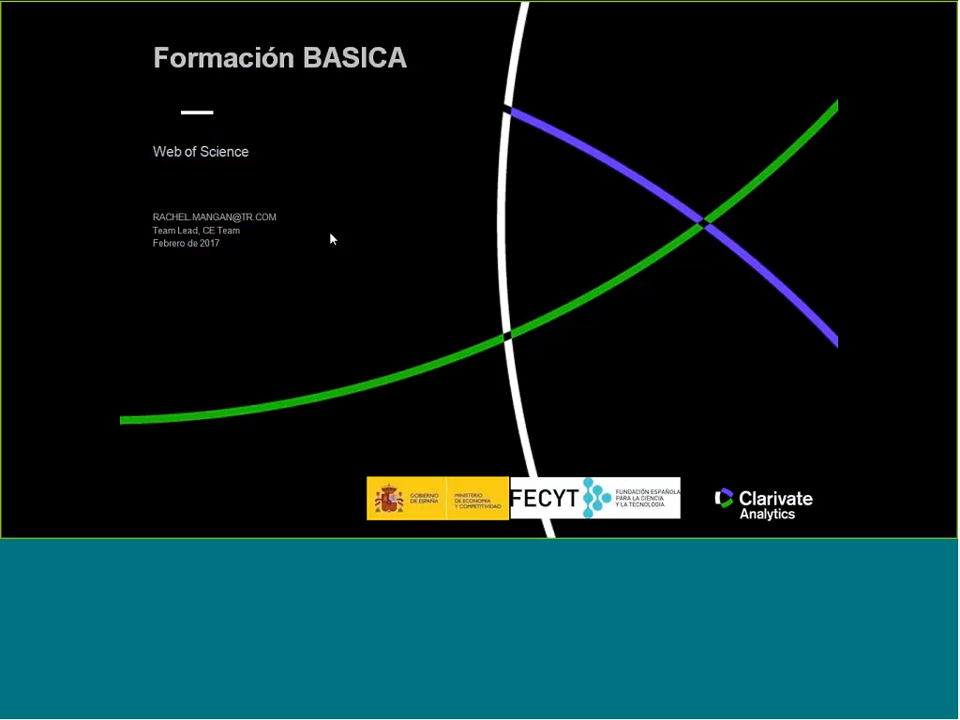 Formación BASICA
Web of Science
RACHEL.MANGAN@TR.COM
Team Lead, CE Team
Febrero de 2017
GOBIERNO
DE ESPAÑA
MINISTERIO
DE ECONOMÍA
Y COMPETITIVIDAD
FECYT
FUNDACIÓN ESPAÑOLA
PARA LA CIENCIA
Y LA TECNOLOGÍA
Clarivate
Analytics